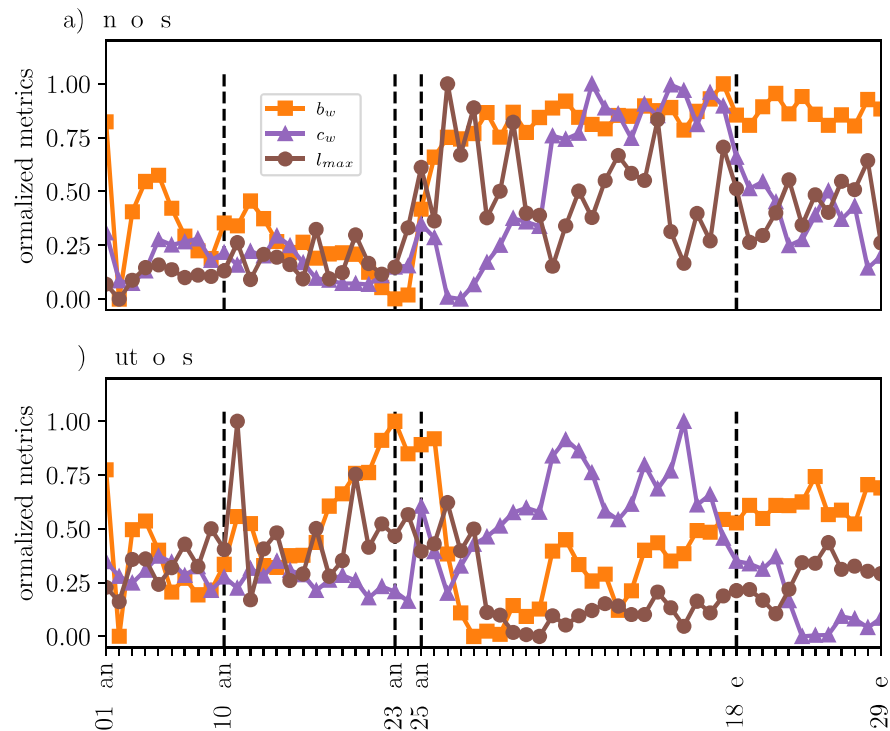 a) n o s
ormalized metrics
1.00
0.75
0.50
0.25
0.00
b_w
c_w
l_max
) ut o s
ormalized metrics
1.00
0.75
0.50
0.25
0.00
01 an
10 an
23 an
25 an
18 e
29 e